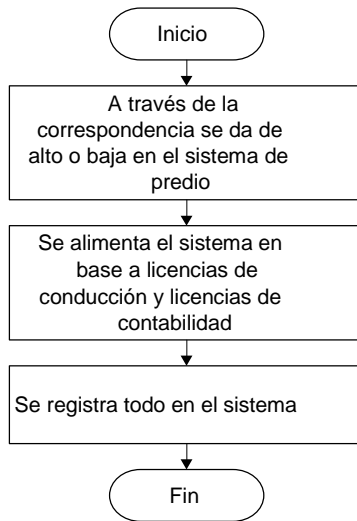 Inicio
A través de la
correspondencia se da de
alto o baja en el sistema de
predio
Se alimenta el sistema en
base a licencias de
conducción y licencias de
contabilidad
Se registra todo en el sistema
Fin